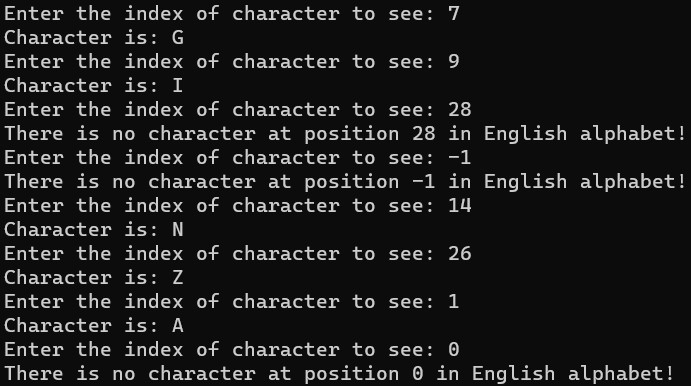 Enter the index of character to see: 7
Character is: G
Enter the index of character to see: 9
Character is: I
Enter the index of character to see: 28
There is no character at position 28 in English alphabet!
Enter the index of character to see: -1
There is no character at position -1 in English alphabet!
Enter the index of character to see: 14
Character is: N
Enter the index of character to see: 26
Character is: Z
Enter the index of character to see: 1
Character is: A
Enter the index of character to see: 0
There is no character at position 0 in English alphabet!